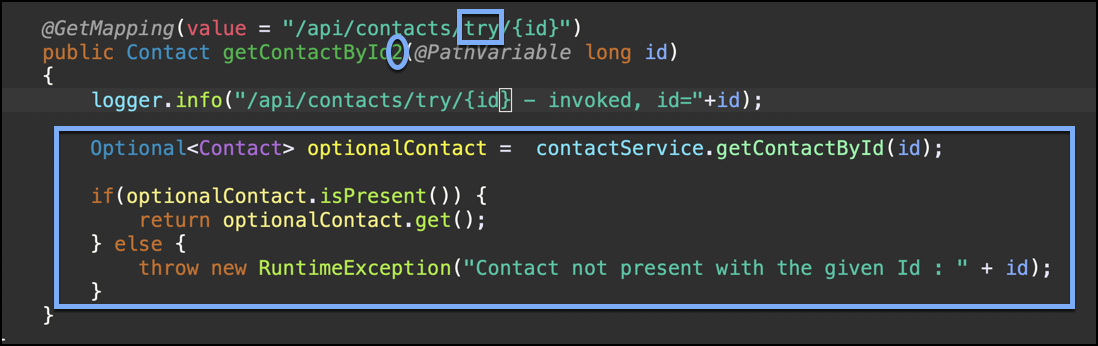 @GetMapping(value = "/api/contacts/try/{id}")
public Contact getContactById2(@PathVariable long id)
{
logger.info("/api/contacts/try/{id} - invoked, id="+id);
Optional<Contact> optionalContact =  contactService.getContactById(id);
if(optionalContact.isPresent()) {
return optionalContact.get();
} else {
throw new RuntimeException("Contact not present with the given Id : " + id);
}
}